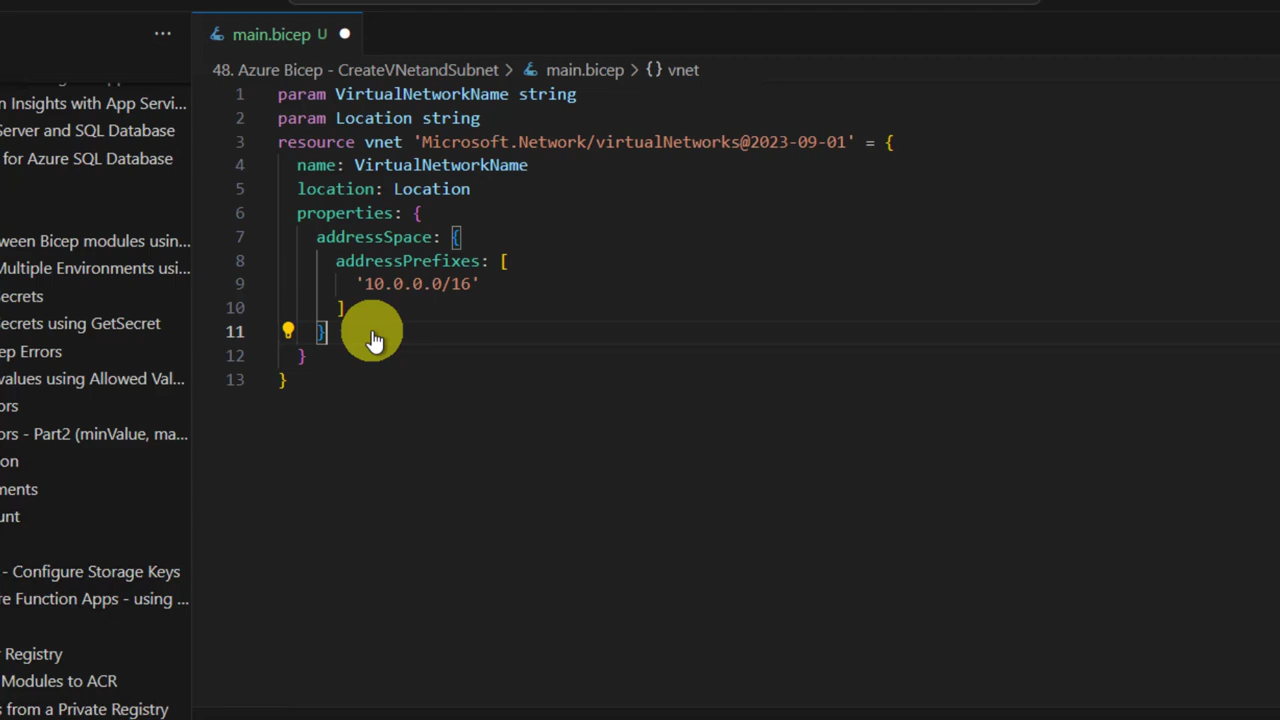 ...
main.bicep U
48. Azure Bicep - CreateVNetandSubnet > main.bicep > {} vnet
n Insights with App Servi...
Server and SQL Database
for Azure SQL Database
ween Bicep modules usin...
Multiple Environments usi...
Secrets
Secrets using GetSecret
ep Errors
values using Allowed Val...
ors
ors - Part2 (minValue, ma...
on
ments
unt
- Configure Storage Keys
re Function Apps - using ...
Registry
Modules to ACR
s from a Private Registry
1 param VirtualNetworkName string
2 param Location string
3 resource vnet 'Microsoft.Network/virtualNetworks@2023-09-01' = {
4 name: VirtualNetworkName
5 location: Location
6 properties: {
7 addressSpace: {
8 addressPrefixes: [
9 '10.0.0.0/16'
10 ]
11 }
12 }
13 }